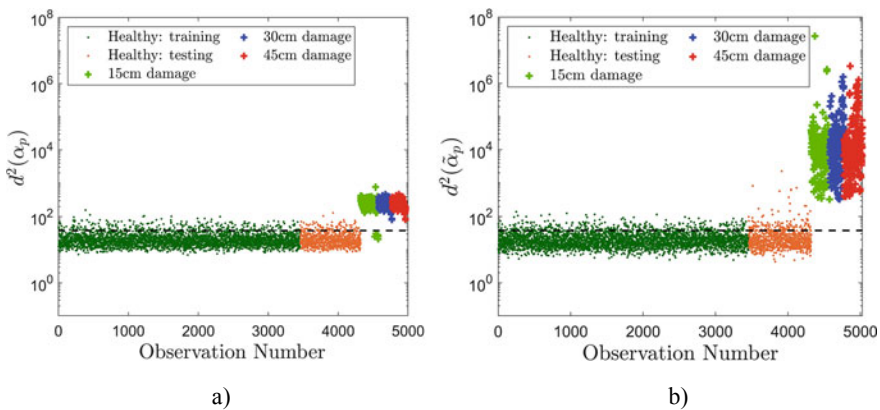 10^8
10^6
10^4
10^2
10^0
d^2(α_p)
Healthy: training
Healthy: testing
15cm damage
30cm damage
45cm damage
0 1000 2000 3000 4000 5000
Observation Number
a)
10^8
10^6
10^4
10^2
10^0
d^2(α̃_p)
Healthy: training
Healthy: testing
15cm damage
30cm damage
45cm damage
0 1000 2000 3000 4000 5000
Observation Number
b)